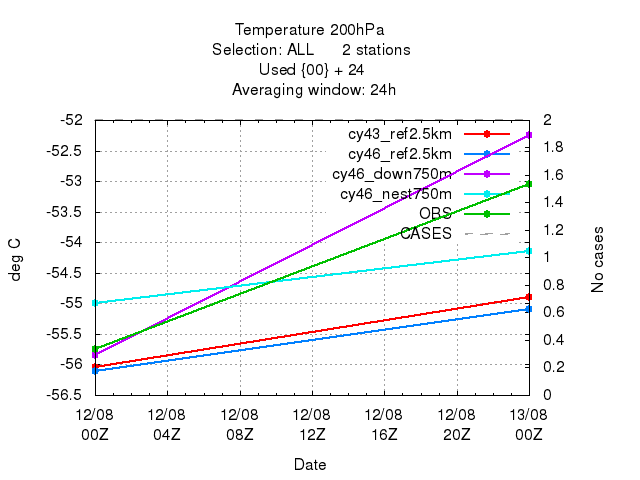 Temperature 200hPa
Selection: ALL 2 stations
Used {00} + 24
Averaging window: 24h
-52
-52.5
-53
-53.5
-54
-54.5
-55
-55.5
-56
-56.5
deg C
cy43_ref2.5km
cy46_ref2.5km
cy46_down750m
cy46_nest750m
OBS
CASES
2
1.8
1.6
1.4
1.2
1
0.8
0.6
0.4
0.2
0
No cases
12/08 12/08 12/08 12/08 12/08 12/08 13/08
00Z 04Z 08Z 12Z 16Z 20Z 00Z
Date